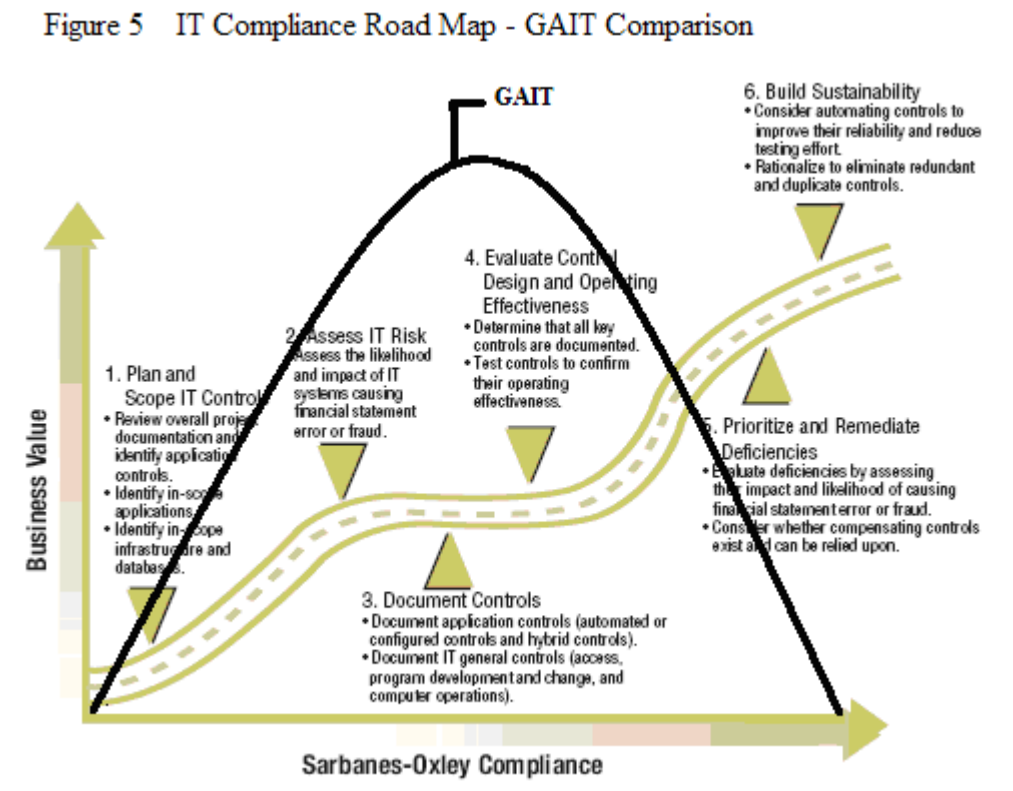 Figure 5 IT Compliance Road Map - GAIT Comparison
GAIT
6. Build Sustainability
• Consider automating controls to
improve their reliability and reduce
testing effort.
• Rationalize to eliminate redundant
and duplicate controls.
4. Evaluate Control
Design and Operating
Effectiveness
• Determine that all key
controls are documented.
• Test controls to confirm
their operating
effectiveness.
2. Assess IT Risk
Assess the likelihood
and impact of IT
systems causing
financial statement
error or fraud.
1. Plan and
Scope IT Control
• Review overall project
documentation and
identify application
controls.
• Identify in-scope
applications.
• Identify in-scope
infrastructure and
databases.
5. Prioritize and Remediate
Deficiencies
• Evaluate deficiencies by assessing
their impact and likelihood of causing
financial statement error or fraud.
• Consider whether compensating controls
exist and can be relied upon.
3. Document Controls
• Document application controls (automated or
configured controls and hybrid controls).
• Document IT general controls (access,
program development and change, and
computer operations).
Business Value
Sarbanes-Oxley Compliance